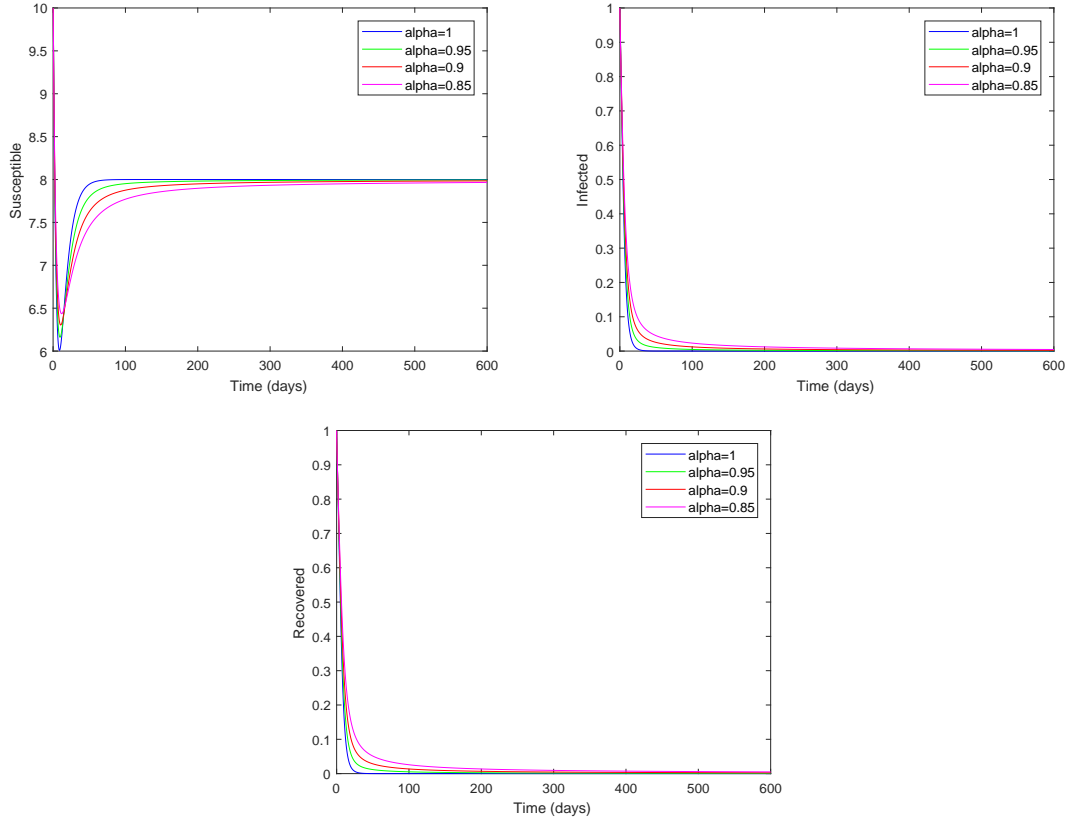 10
9.5
9
8.5
8
7.5
7
6.5
6
0 100 200 300 400 500 600
Susceptible
Time (days)
alpha=1
alpha=0.95
alpha=0.9
alpha=0.85
1
0.9
0.8
0.7
0.6
0.5
0.4
0.3
0.2
0.1
0
0 100 200 300 400 500 600
Infected
Time (days)
alpha=1
alpha=0.95
alpha=0.9
alpha=0.85
1
0.9
0.8
0.7
0.6
0.5
0.4
0.3
0.2
0.1
0
0 100 200 300 400 500 600
Recovered
Time (days)
alpha=1
alpha=0.95
alpha=0.9
alpha=0.85